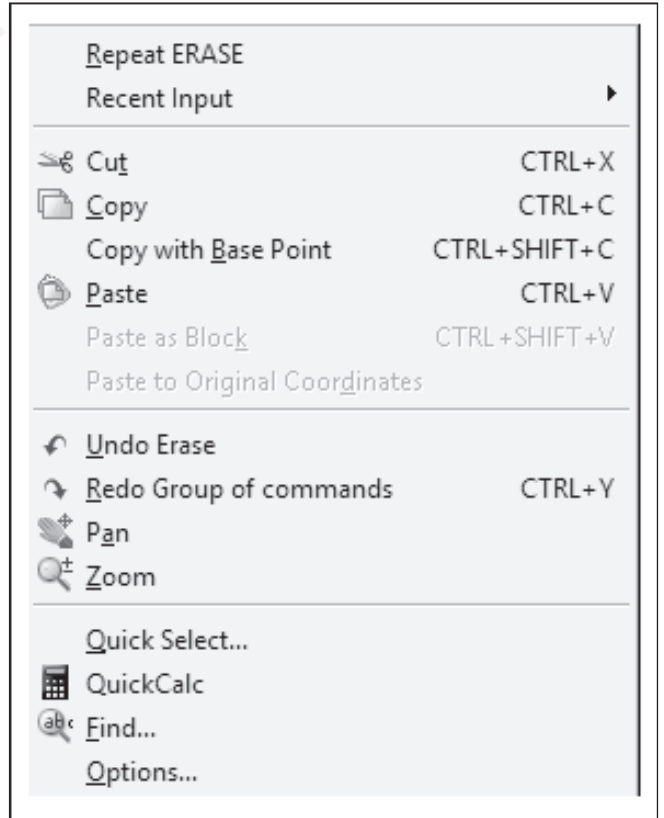 Repeat ERASE
Recent Input
Cut CTRL+X
Copy CTRL+C
Copy with Base Point CTRL+SHIFT+C
Paste CTRL+V
Paste as Block CTRL+SHIFT+V
Paste to Original Coordinates
Undo Erase
Redo Group of commands CTRL+Y
Pan
Zoom
Quick Select...
QuickCalc
Find...
Options...